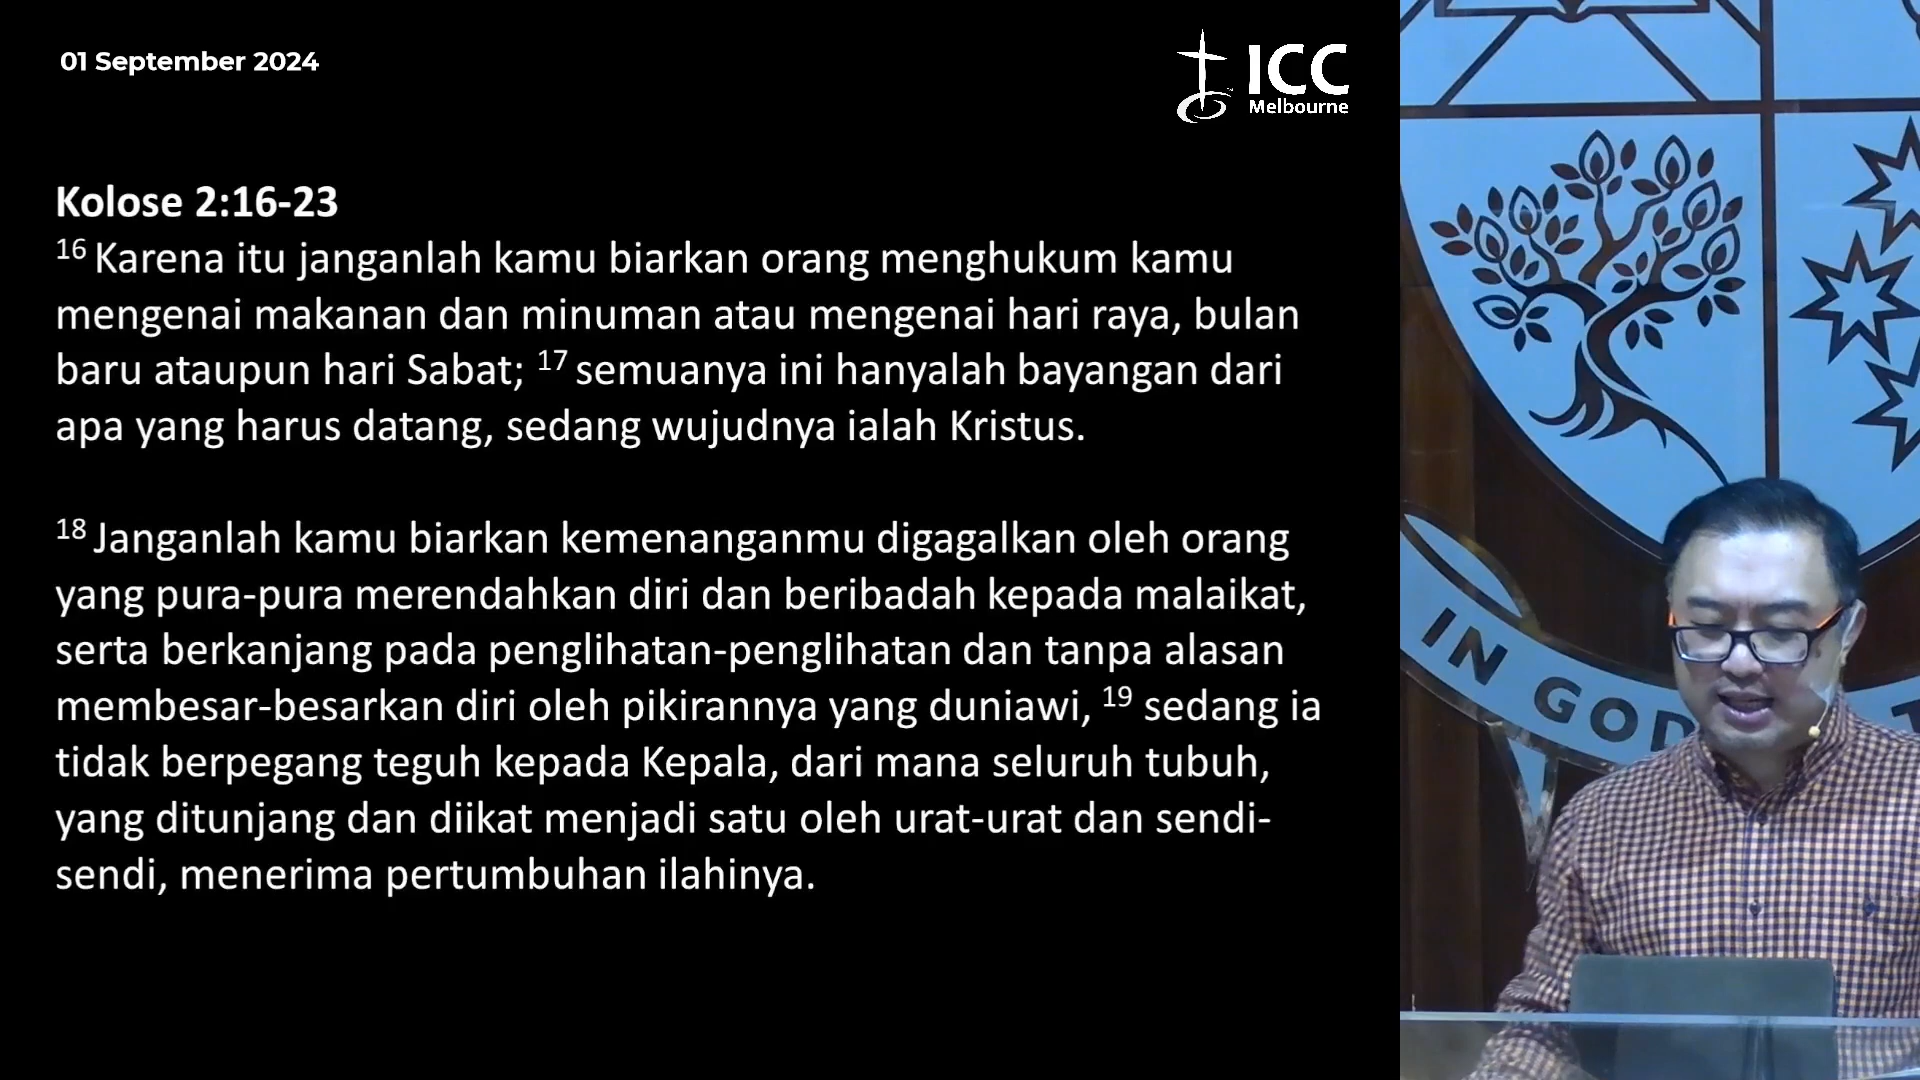 01 September 2024
ICC
Melbourne
Kolose 2:16-23
16 Karena itu janganlah kamu biarkan orang menghukum kamu
mengenai makanan dan minuman atau mengenai hari raya, bulan
baru ataupun hari Sabat; 17 semuanya ini hanyalah bayangan dari
apa yang harus datang, sedang wujudnya ialah Kristus.
18 Janganlah kamu biarkan kemenanganmu digagalkan oleh orang
yang pura-pura merendahkan diri dan beribadah kepada malaikat,
serta berkanjang pada penglihatan-penglihatan dan tanpa alasan
membesar-besarkan diri oleh pikirannya yang duniawi, 19 sedang ia
tidak berpegang teguh kepada Kepala, dari mana seluruh tubuh,
yang ditunjang dan diikat menjadi satu oleh urat-urat dan sendi-
sendi, menerima pertumbuhan ilahinya.
IN GOD